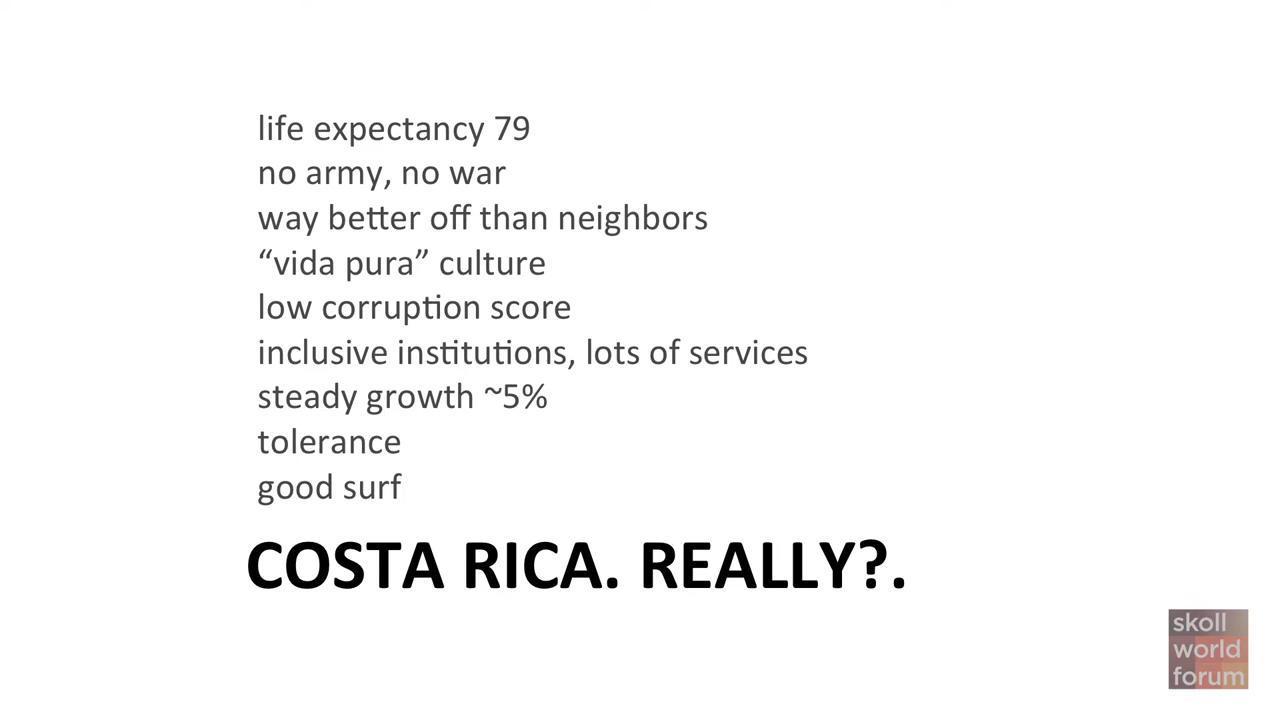 life expectancy 79
no army, no war
way better off than neighbors
“vida pura” culture
low corruption score
inclusive institutions, lots of services
steady growth ~5%
tolerance
good surf
COSTA RICA. REALLY?.
skoll
world
forum